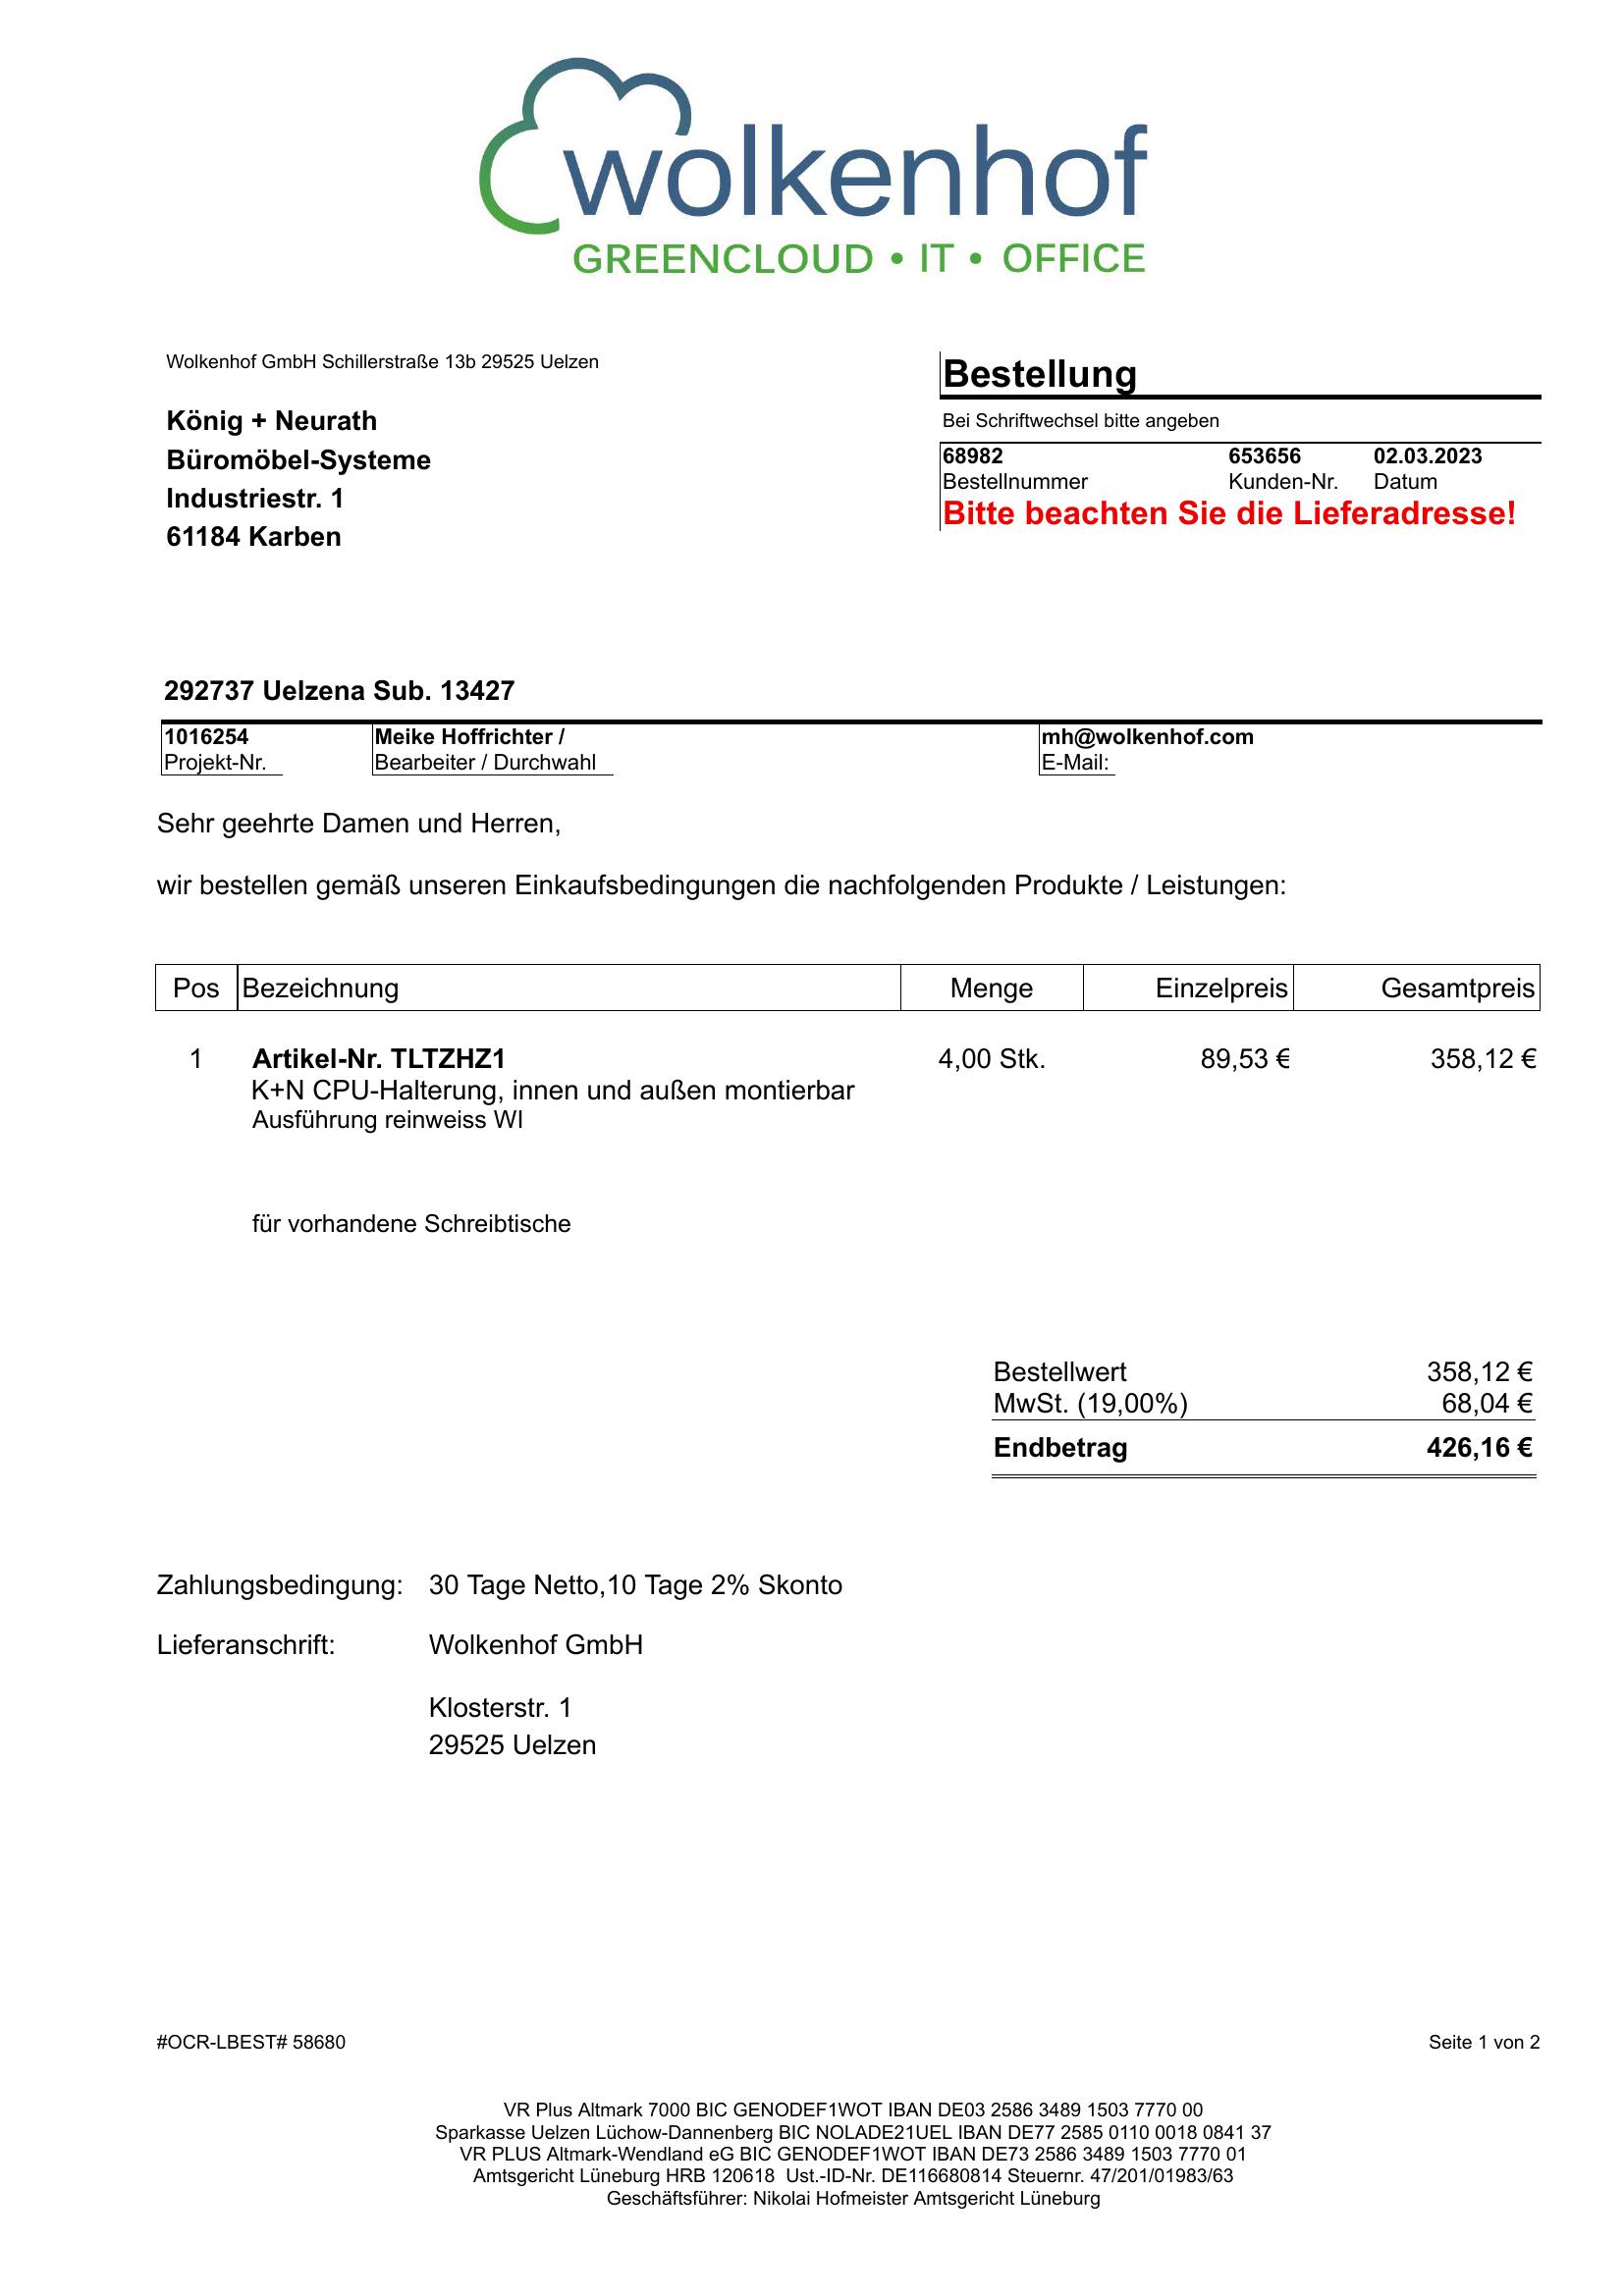 wolkenhof
GREENCLOUD • IT • OFFICE
Wolkenhof GmbH Schillerstraße 13b 29525 Uelzen
König + Neurath
Büromöbel-Systeme
Industriestr. 1
61184 Karben
Bestellung
Bei Schriftwechsel bitte angeben
68982 653656 02.03.2023
Bestellnummer Kunden-Nr. Datum
Bitte beachten Sie die Lieferadresse!
292737 Uelzena Sub. 13427
1016254 Meike Hoffrichter / mh@wolkenhof.com
Projekt-Nr. Bearbeiter / Durchwahl E-Mail:
Sehr geehrte Damen und Herren,
wir bestellen gemäß unseren Einkaufsbedingungen die nachfolgenden Produkte / Leistungen:
Pos Bezeichnung Menge Einzelpreis Gesamtpreis
1 Artikel-Nr. TLTZHZ1 4,00 Stk. 89,53 € 358,12 €
K+N CPU-Halterung, innen und außen montierbar
Ausführung reinweiss WI
für vorhandene Schreibtische
Bestellwert 358,12 €
MwSt. (19,00%) 68,04 €
Endbetrag 426,16 €
Zahlungsbedingung: 30 Tage Netto,10 Tage 2% Skonto
Lieferanschrift: Wolkenhof GmbH
Klosterstr. 1
29525 Uelzen
#OCR-LBEST# 58680 Seite 1 von 2
VR Plus Altmark 7000 BIC GENODEF1WOT IBAN DE03 2586 3489 1503 7770 00
Sparkasse Uelzen Lüchow-Dannenberg BIC NOLADE21UEL IBAN DE77 2585 0110 0018 0841 37
VR PLUS Altmark-Wendland eG BIC GENODEF1WOT IBAN DE73 2586 3489 1503 7770 01
Amtsgericht Lüneburg HRB 120618 Ust.-ID-Nr. DE116680814 Steuernr. 47/201/01983/63
Geschäftsführer: Nikolai Hofmeister Amtsgericht Lüneburg